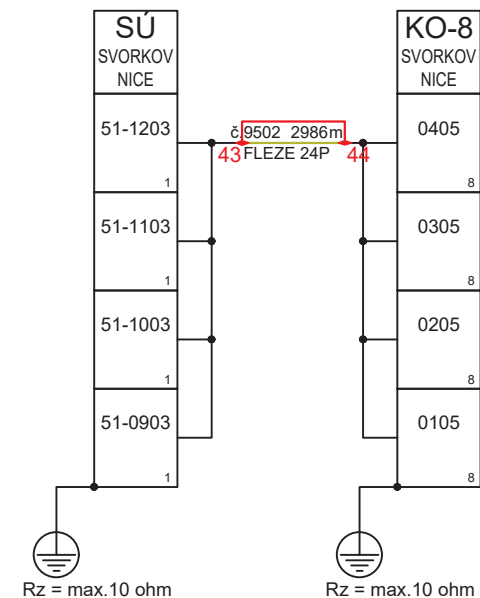 SÚ
SVORKOV
NICE
51-1203
1
51-1103
1
51-1003
1
51-0903
1
č.9502 2986m
43 FLEZE 24P 44
KO-8
SVORKOV
NICE
0405
8
0305
8
0205
8
0105
8
Rz = max.10 ohm
Rz = max.10 ohm